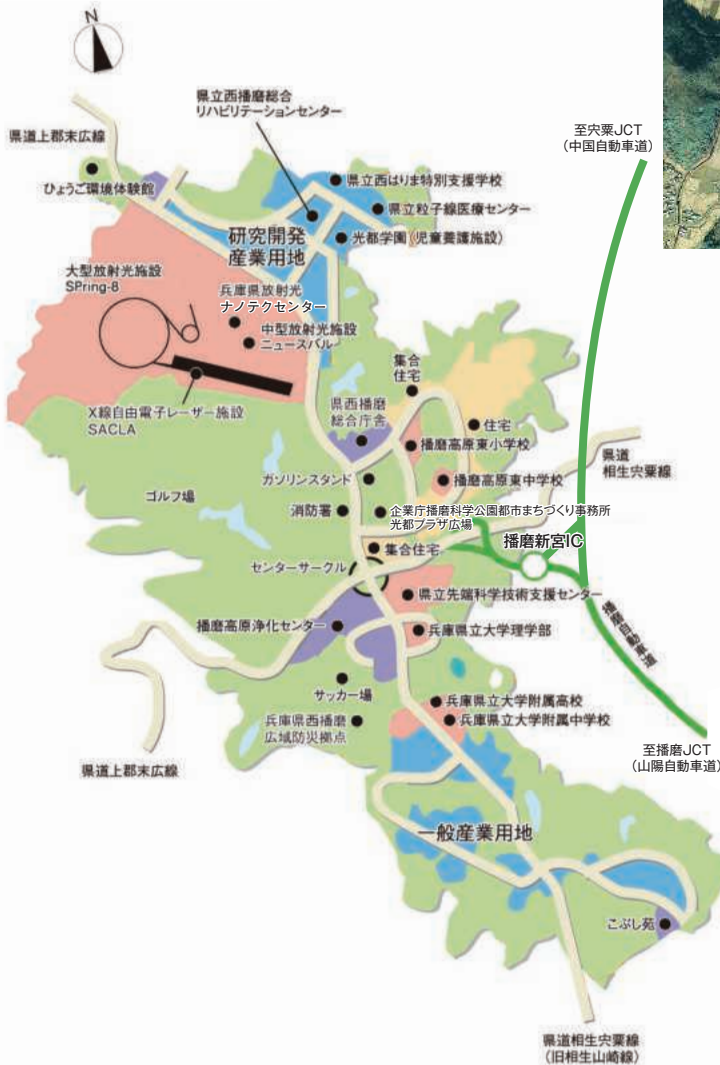 N
県立西播磨総合
リハビリテーションセンター
至宍粟JCT
(中国自動車道)
県道上郡末広線
ひょうご環境体験館
県立西はりま特別支援学校
県立粒子線医療センター
光都学園(児童養護施設)
研究開発
産業用地
大型放射光施設
SPring-8
兵庫県放射光
ナノテクセンター
中型放射光施設
ニュースバル
X線自由電子レーザー施設
SACLA
集合
住宅
県西播磨
総合庁舎
住宅
播磨高原東小学校
県道
相生宍粟線
ガソリンスタンド
播磨高原東中学校
ゴルフ場
消防署
企業庁播磨科学公園都市まちづくり事務所
光都プラザ広場
集合住宅
播磨新宮IC
センターサークル
県立先端科学技術支援センター
播磨自動車道
播磨高原浄化センター
兵庫県立大学理学部
サッカー場
兵庫県立大学附属高校
兵庫県立大学附属中学校
兵庫県西播磨
広域防災拠点
至播磨JCT
(山陽自動車道)
県道上郡末広線
一般産業用地
こぶし苑
県道相生宍粟線
(旧相生山崎線)